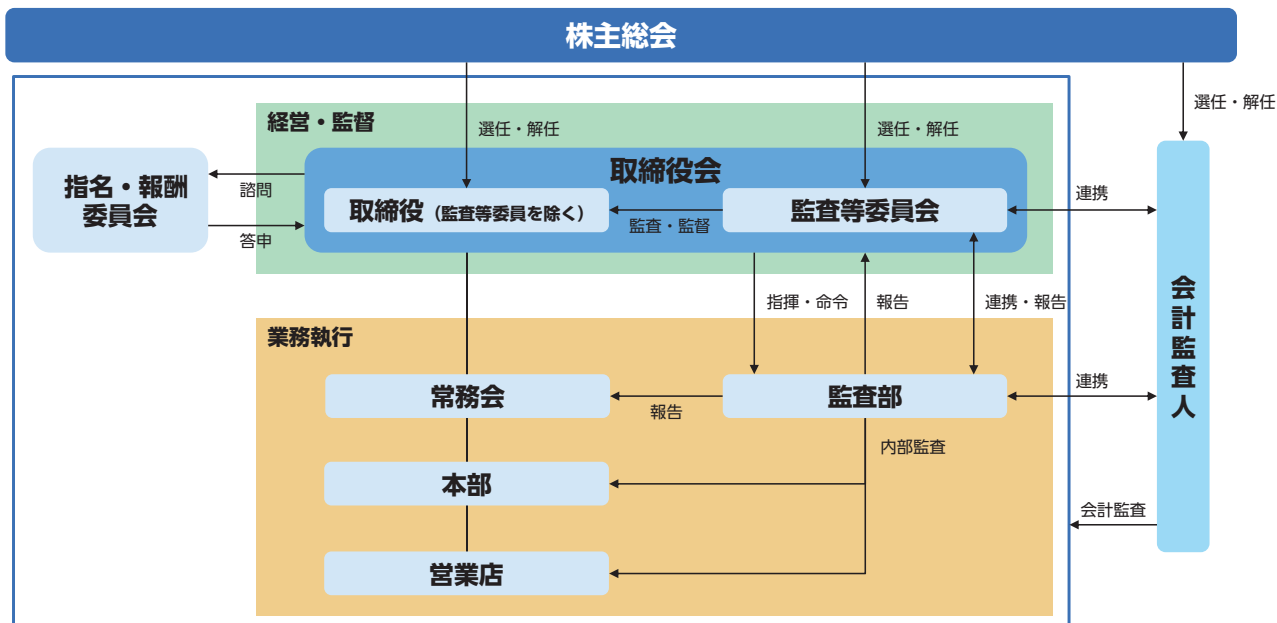 株主総会
選任・解任
経営・監督
選任・解任
選任・解任
取締役会
指名・報酬
委員会
諮問
答申
取締役（監査等委員を除く）
監査・監督
監査等委員会
連携
指揮・命令
報告
連携・報告
会計監査人
業務執行
常務会
報告
監査部
連携
内部監査
本部
会計監査
営業店